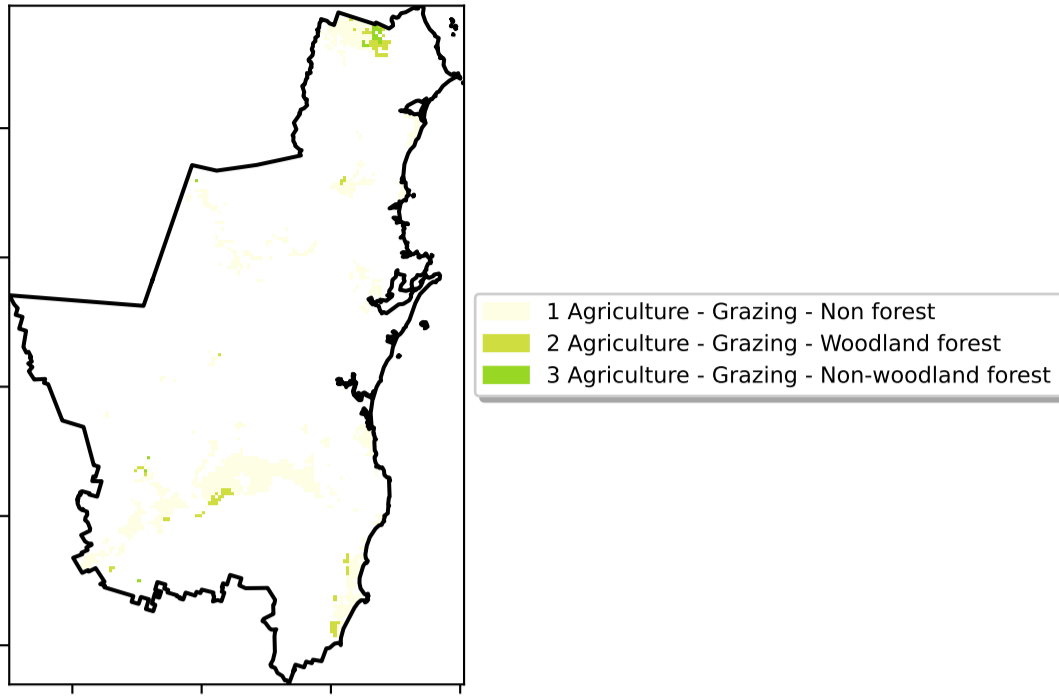 1 Agriculture - Grazing - Non forest
2 Agriculture - Grazing - Woodland forest
3 Agriculture - Grazing - Non-woodland forest